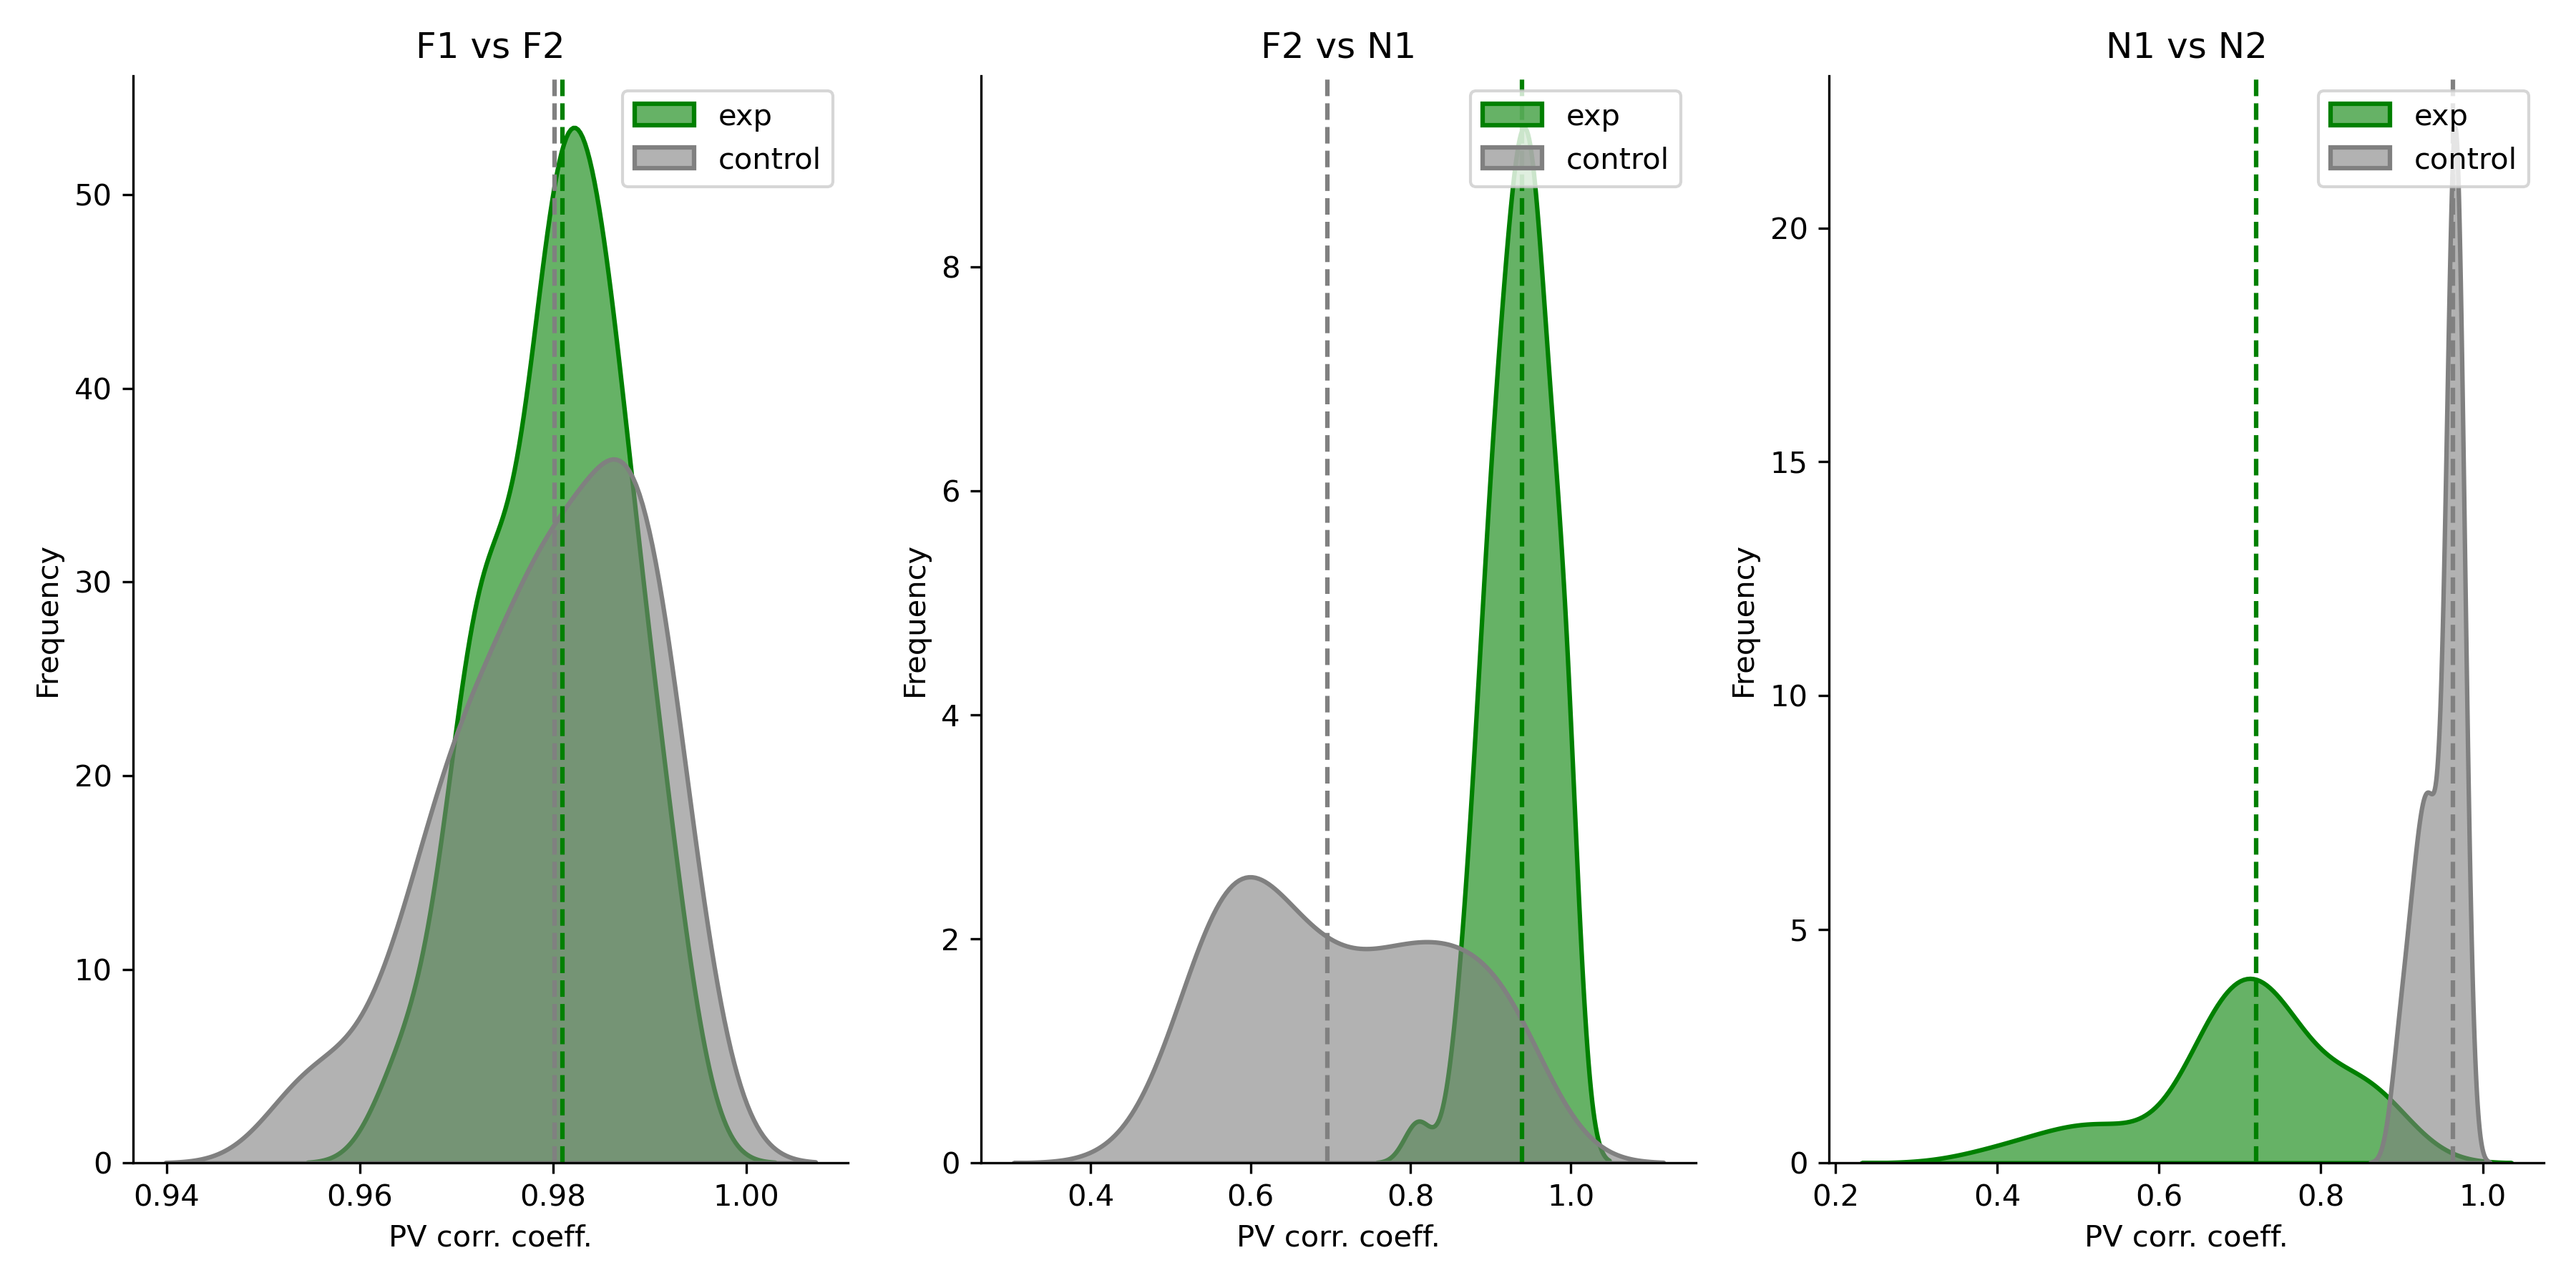 F1 vs F2
exp
control
Frequency
50
40
30
20
10
0
0.94 0.96 0.98 1.00
PV corr. coeff.
F2 vs N1
exp
control
Frequency
8
6
4
2
0
0.4 0.6 0.8 1.0
PV corr. coeff.
N1 vs N2
exp
control
Frequency
20
15
10
5
0
0.2 0.4 0.6 0.8 1.0
PV corr. coeff.